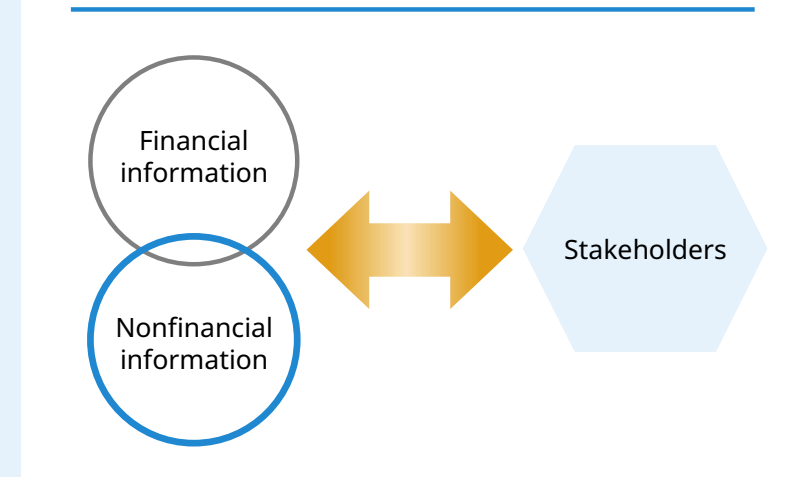 Financial
information
Nonfinancial
information
Stakeholders